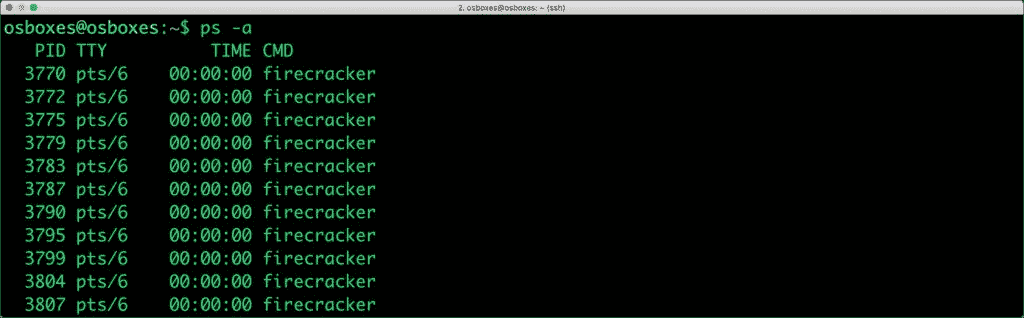 2. osboxes@osboxes: ~ (ssh)
osboxes@osboxes:~$ ps -a
PID TTY TIME CMD
3770 pts/6 00:00:00 firecracker
3772 pts/6 00:00:00 firecracker
3775 pts/6 00:00:00 firecracker
3779 pts/6 00:00:00 firecracker
3783 pts/6 00:00:00 firecracker
3787 pts/6 00:00:00 firecracker
3790 pts/6 00:00:00 firecracker
3795 pts/6 00:00:00 firecracker
3799 pts/6 00:00:00 firecracker
3804 pts/6 00:00:00 firecracker
3807 pts/6 00:00:00 firecracker